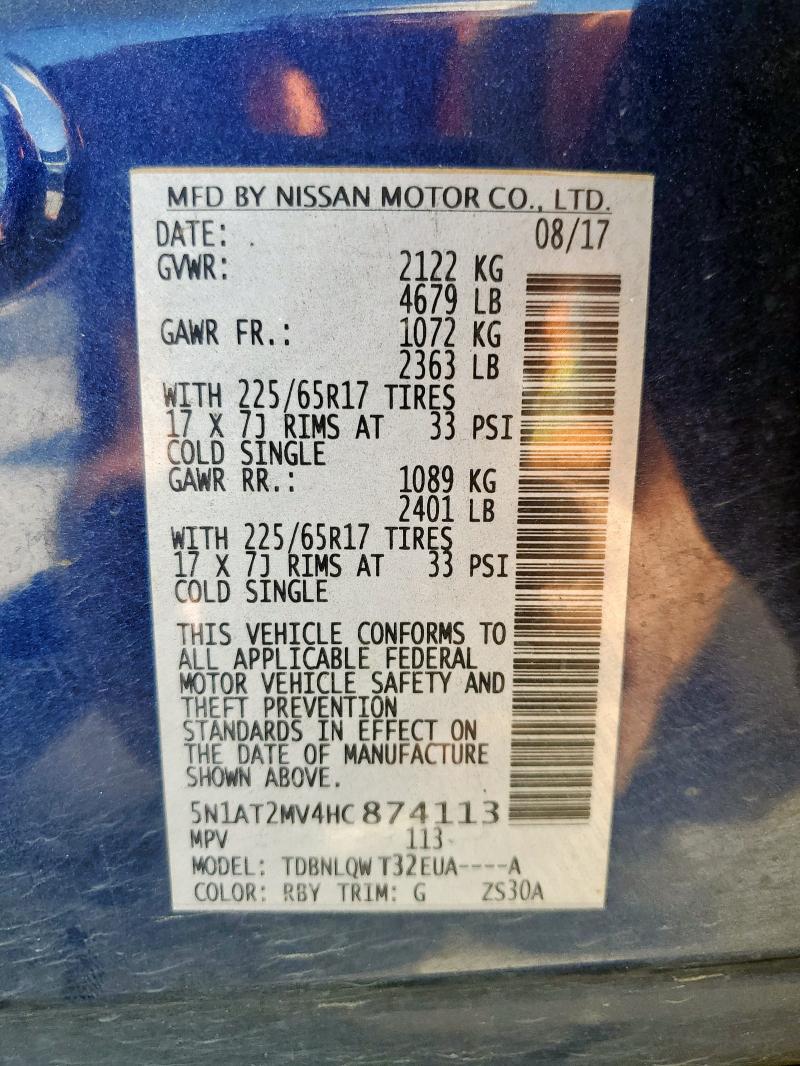 MFD BY NISSAN MOTOR CO., LTD.
DATE: . 08/17
GVWR: 2122 KG
4679 LB
GAWR FR.: 1072 KG
2363 LB
WITH 225/65R17 TIRES
17 X 7J RIMS AT 33 PSI
COLD SINGLE
GAWR RR.: 1089 KG
2401 LB
WITH 225/65R17 TIRES
17 X 7J RIMS AT 33 PSI
COLD SINGLE
THIS VEHICLE CONFORMS TO
ALL APPLICABLE FEDERAL
MOTOR VEHICLE SAFETY AND
THEFT PREVENTION
STANDARDS IN EFFECT ON
THE DATE OF MANUFACTURE
SHOWN ABOVE.
5N1AT2MV4HC874113
MPV 113
MODEL: TDBNLQW T32EUA----A
COLOR: RBY TRIM: G ZS30A